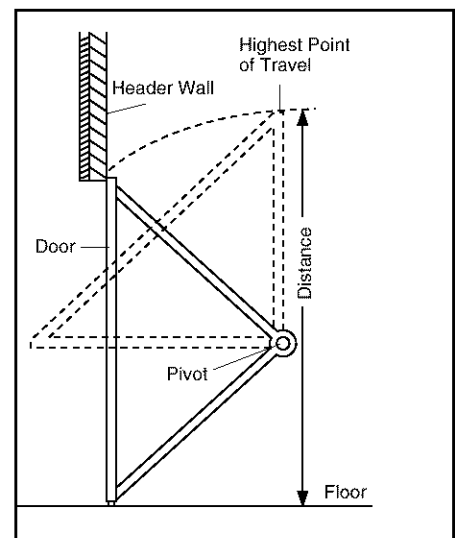 Highest Point
of Travel
Header Wall
Door
Distance
Pivot
Floor